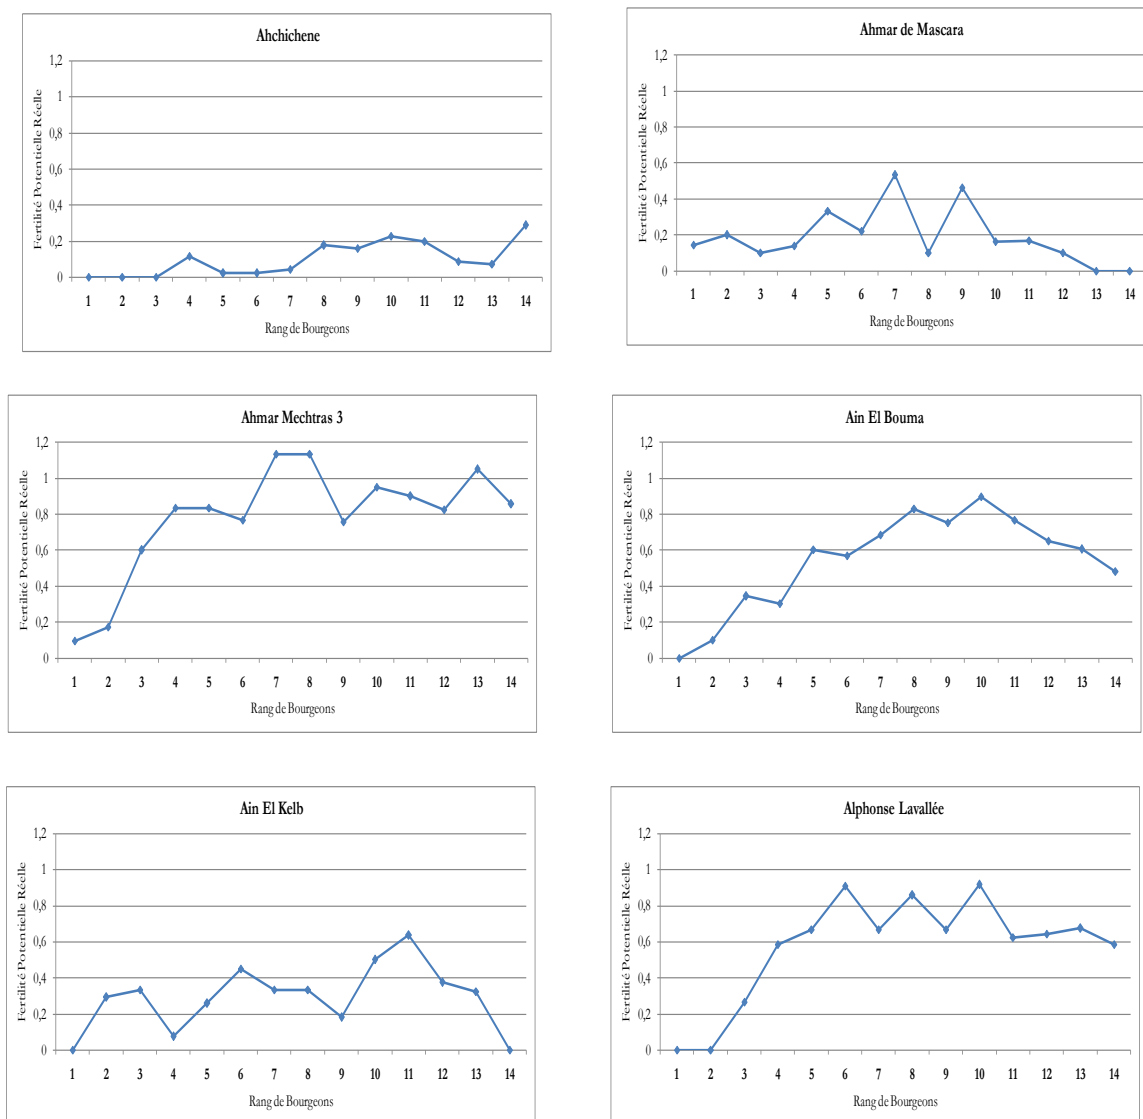 Ahchichene
Fertilité Potentielle Réelle
1,2
1
0,8
0,6
0,4
0,2
0
1 2 3 4 5 6 7 8 9 10 11 12 13 14
Rang de Bourgeons
Ahmar de Mascara
Fertilité Potentielle Réelle
1,2
1
0,8
0,6
0,4
0,2
0
1 2 3 4 5 6 7 8 9 10 11 12 13 14
Rang de Bourgeons
Ahmar Mechtras 3
Fertilité Potentielle Réelle
1,2
1
0,8
0,6
0,4
0,2
0
1 2 3 4 5 6 7 8 9 10 11 12 13 14
Rang de Bourgeons
Ain El Bouma
Fertilité Potentielle Réelle
1,2
1
0,8
0,6
0,4
0,2
0
1 2 3 4 5 6 7 8 9 10 11 12 13 14
Rang de Bourgeons
Ain El Kelb
Fertilité Potentielle Réelle
1,2
1
0,8
0,6
0,4
0,2
0
1 2 3 4 5 6 7 8 9 10 11 12 13 14
Rang de Bourgeons
Alphonse Lavallée
Fertilité Potentielle Réelle
1,2
1
0,8
0,6
0,4
0,2
0
1 2 3 4 5 6 7 8 9 10 11 12 13 14
Rang de Bourgeons